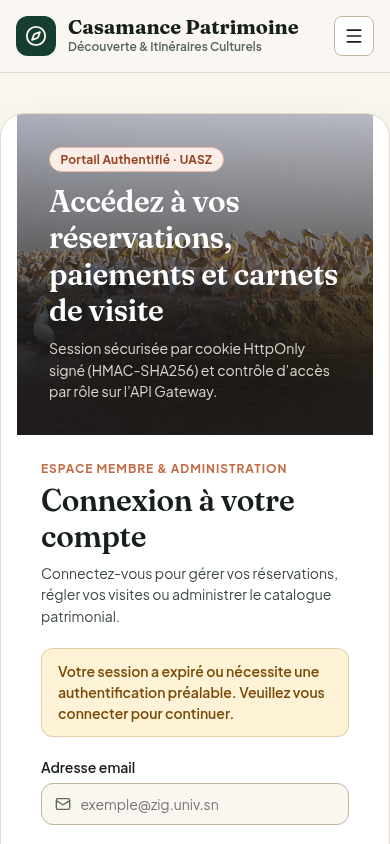 Casamance Patrimoine
Découverte & Itinéraires Culturels
Portail Authentifié · UASZ
Accédez à vos
réservations,
paiements et carnets
de visite
Session sécurisée par cookie HttpOnly
signé (HMAC-SHA256) et contrôle d'accès
par rôle sur l'API Gateway.
ESPACE MEMBRE & ADMINISTRATION
Connexion à votre
compte
Connectez-vous pour gérer vos réservations,
régler vos visites ou administrer le catalogue
patrimonial.
Votre session a expiré ou nécessite une
authentification préalable. Veuillez vous
connecter pour continuer.
Adresse email
exemple@zig.univ.sn